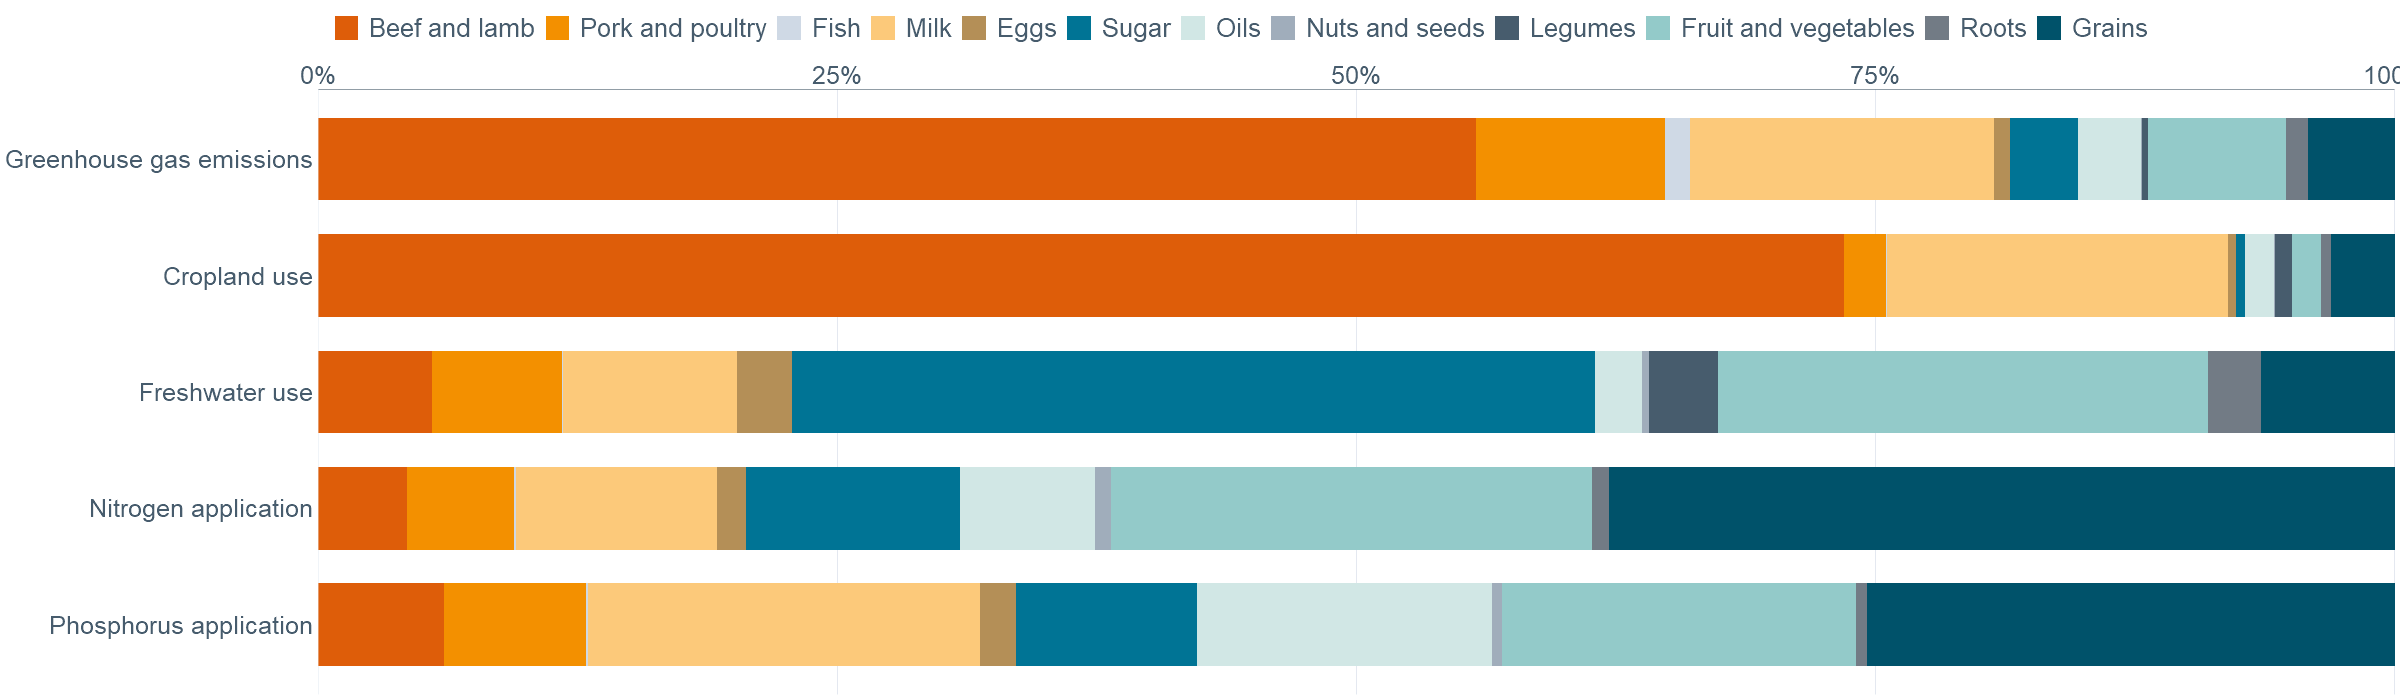 Beef and lamb Pork and poultry Fish Milk Eggs Sugar Oils Nuts and seeds Legumes Fruit and vegetables Roots Grains
0% 25% 50% 75% 100
Greenhouse gas emissions
Cropland use
Freshwater use
Nitrogen application
Phosphorus application